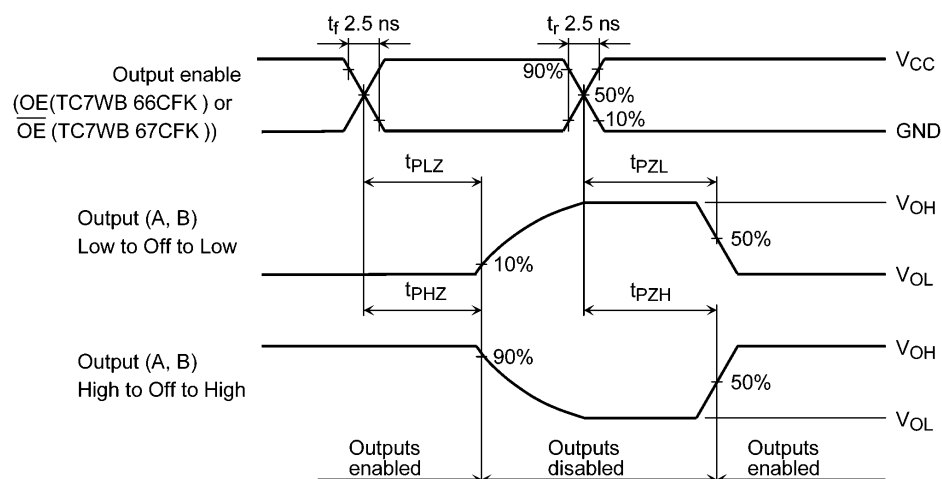 tf 2.5 ns
tr 2.5 ns
Output enable
(OE(TC7WB 66CFK ) or
OE (TC7WB 67CFK ))
90%
50%
10%
VCC
GND
tPLZ
tPZL
Output (A, B)
Low to Off to Low
10%
50%
VOH
VOL
tPHZ
tPZH
Output (A, B)
High to Off to High
90%
50%
VOH
VOL
Outputs
enabled
Outputs
disabled
Outputs
enabled